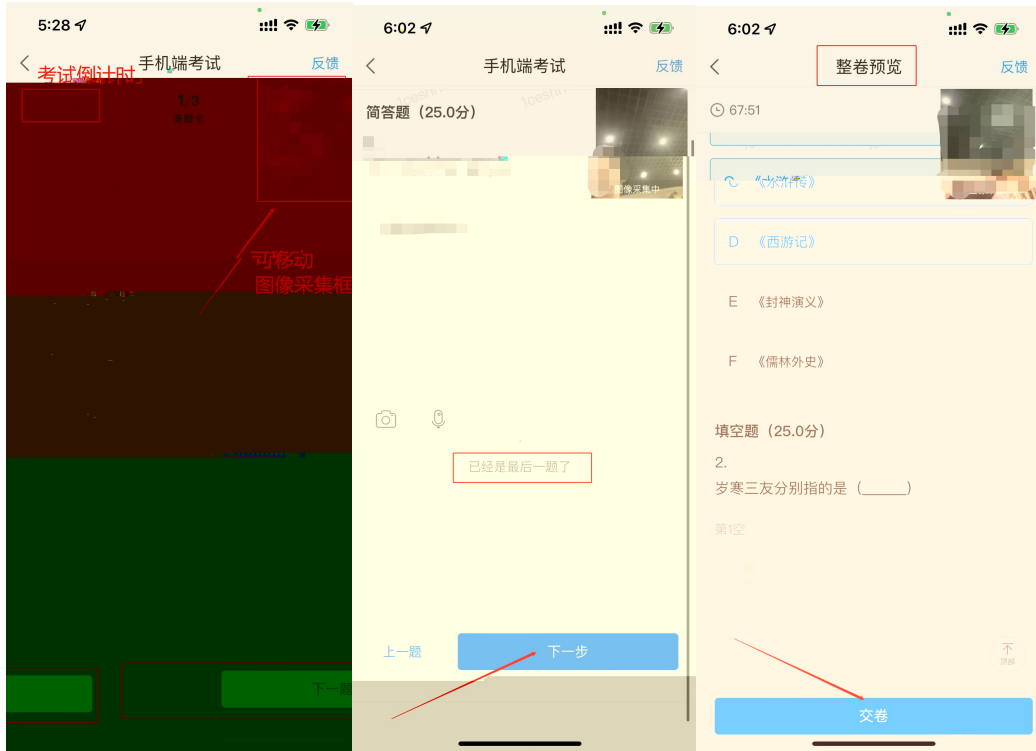 5:28
手机端考试
反馈
考试倒计时
1/3
可移动
图像采集框
下一题
6:02
手机端考试
反馈
简答题（25.0分）
图像采集中
已经是最后一题了
上一题
下一步
6:02
整卷预览
反馈
67:51
C 《水浒传》
D 《西游记》
E 《封神演义》
F 《儒林外史》
填空题（25.0分）
2.
岁寒三友分别指的是（______）
第1空
顶部
交卷